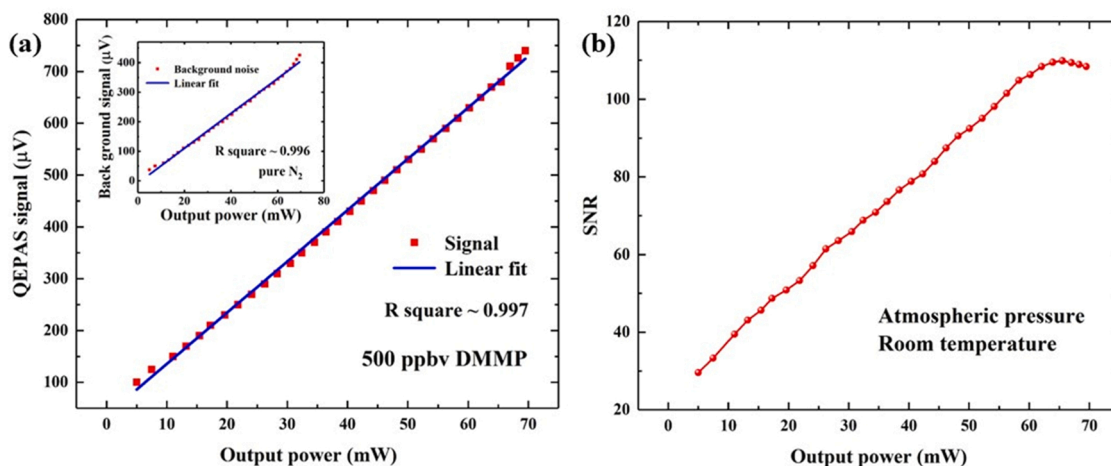 (a)
800
700
600
500
400
300
200
100
QEPAS signal (μV)
0 10 20 30 40 50 60 70 80
Output power (mW)
400
300
200
100
0
Back ground signal (μV)
Background noise
Linear fit
R square ~ 0.996
pure N₂
0 20 40 60 80
Output power (mW)
Signal
Linear fit
R square ~ 0.997
500 ppbv DMMP
(b)
120
100
80
60
40
20
SNR
Atmospheric pressure
Room temperature
0 10 20 30 40 50 60 70
Output power (mW)